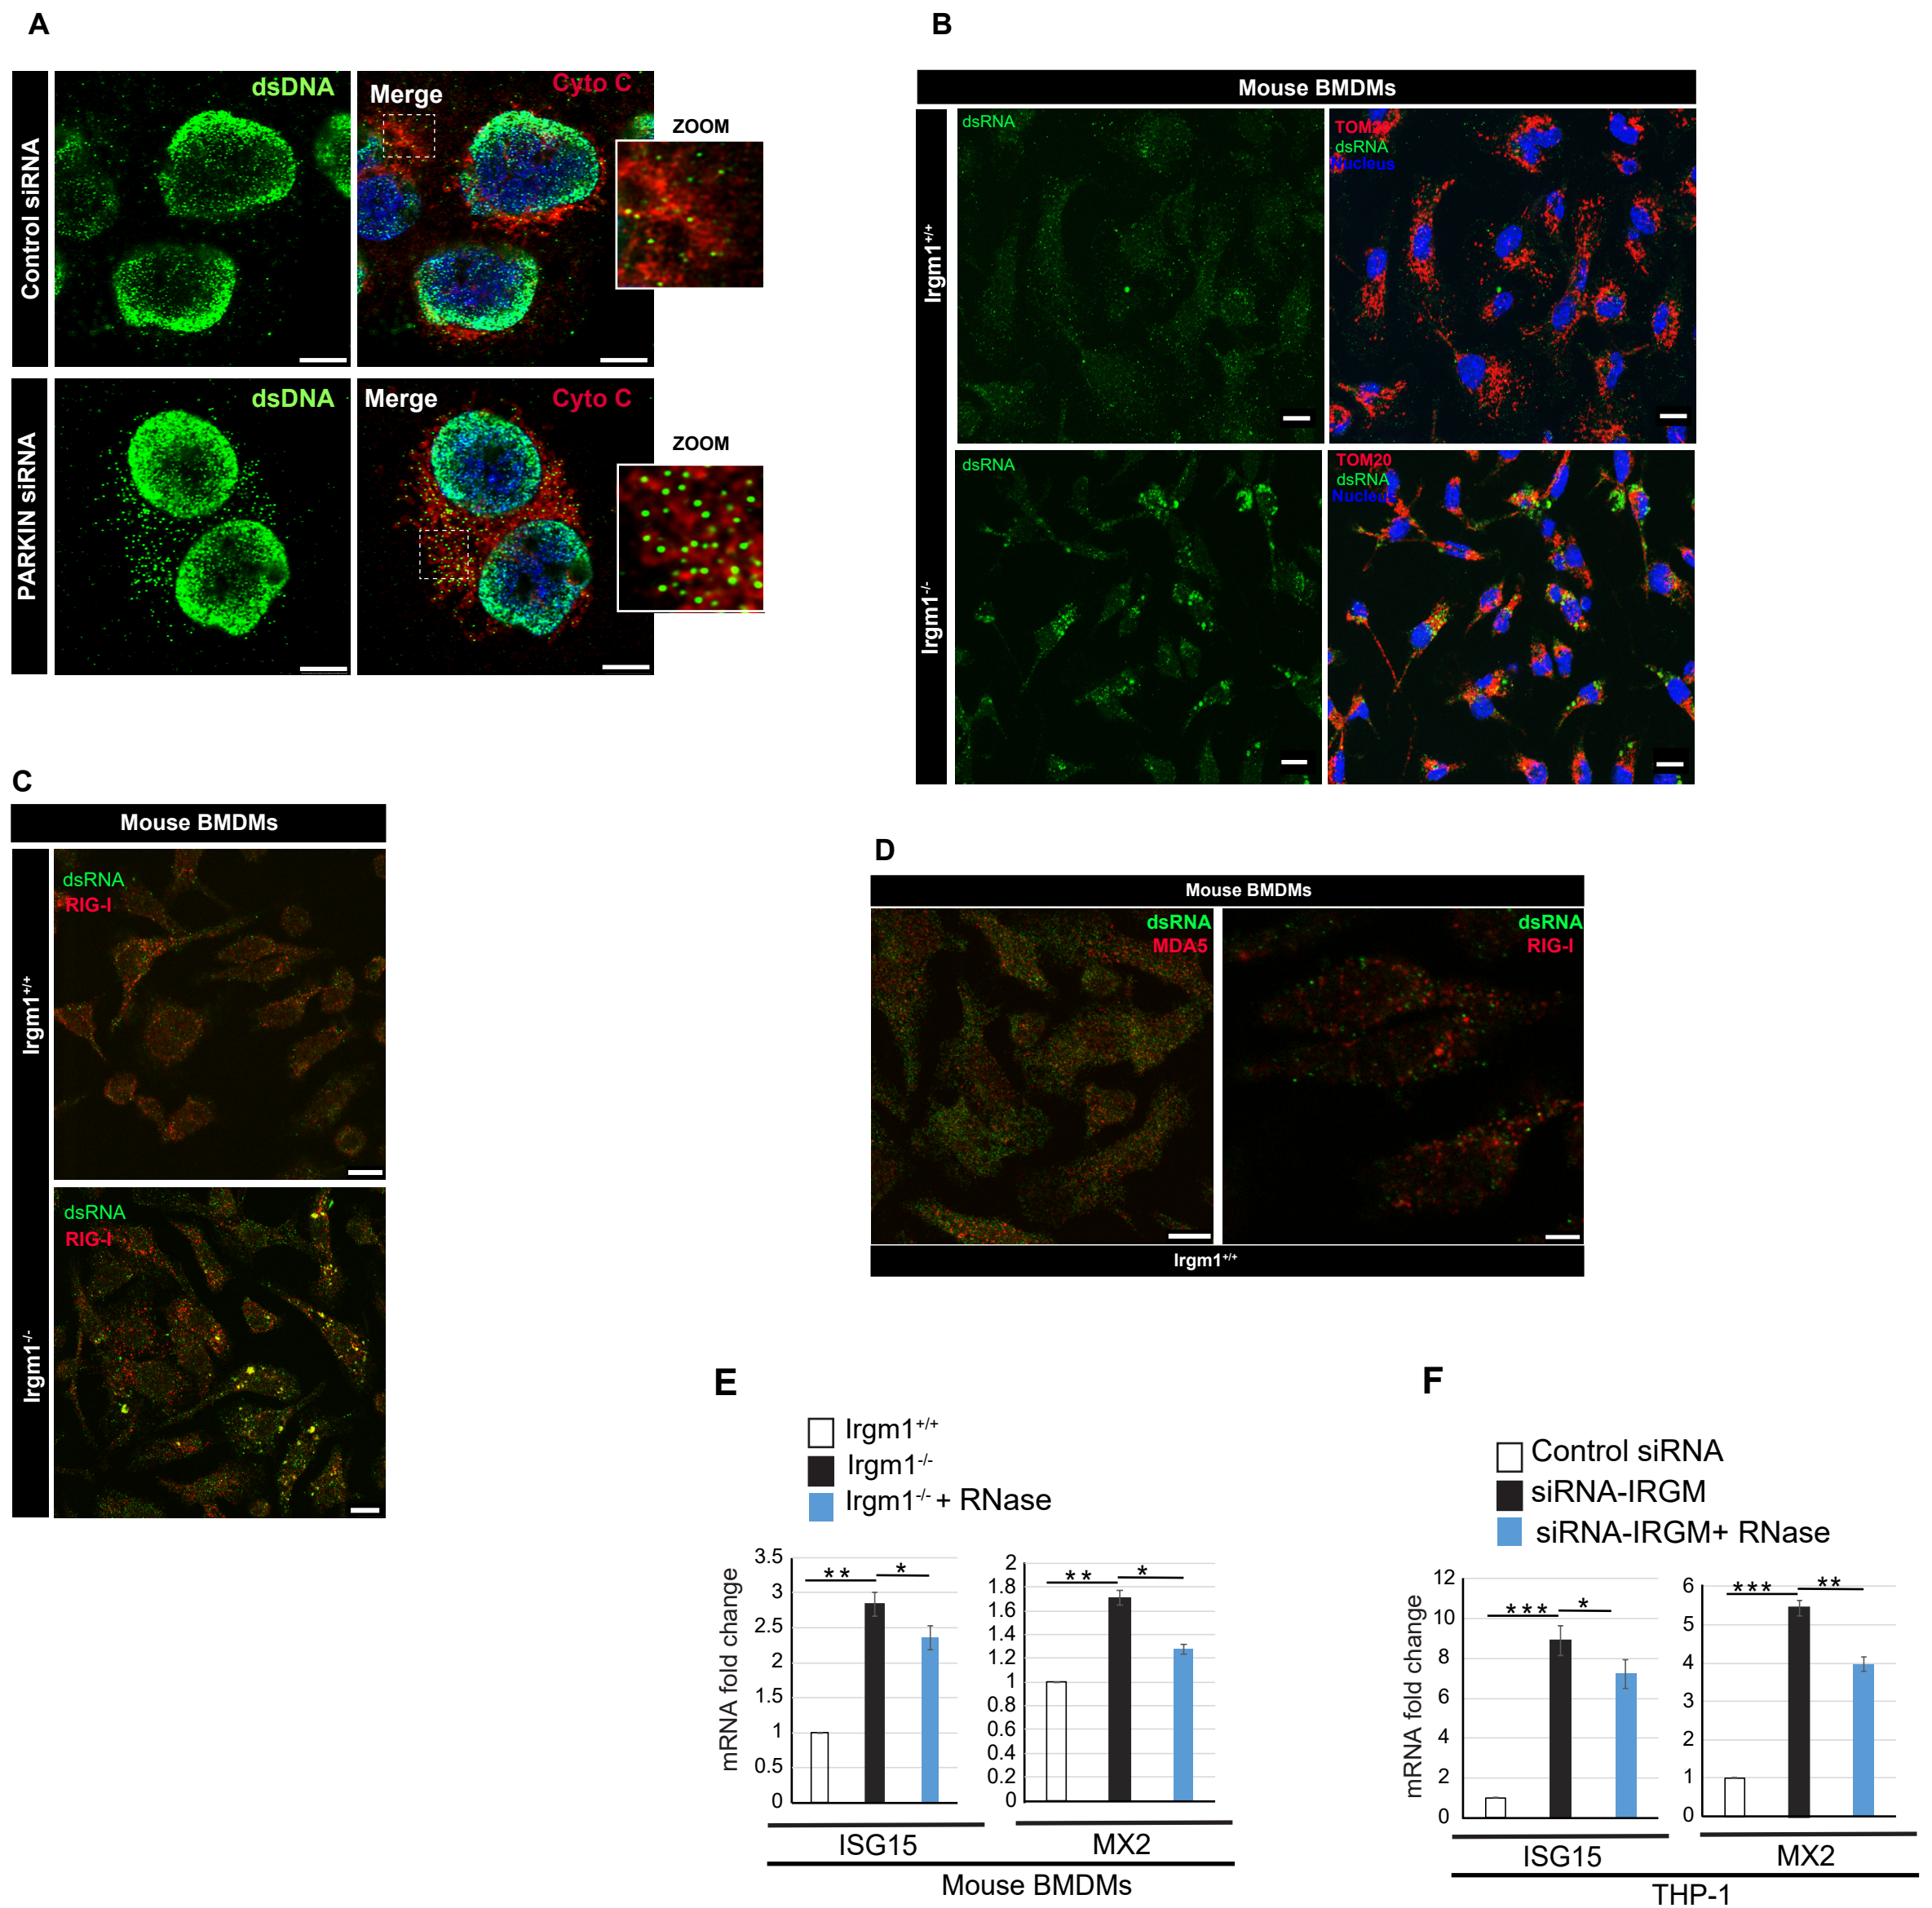 A
Control siRNA
dsDNA
Merge
Cyto C
ZOOM
PARKIN siRNA
dsDNA
Merge
Cyto C
ZOOM
B
Mouse BMDMs
Irgm1+/+
dsRNA
TOM20
dsRNA
Nucleus
Irgm1-/-
dsRNA
TOM20
dsRNA
Nucleus
C
Mouse BMDMs
Irgm1+/+
dsRNA
RIG-I
Irgm1-/-
dsRNA
RIG-I
D
Mouse BMDMs
dsRNA
MDA5
dsRNA
RIG-I
Irgm1+/+
E
Irgm1+/+
Irgm1-/-
Irgm1-/- + RNase
mRNA fold change
3.5
3
2.5
2
1.5
1
0.5
0
** *
ISG15
2
1.8
1.6
1.4
1.2
1
0.8
0.6
0.4
0.2
0
** *
MX2
Mouse BMDMs
F
Control siRNA
siRNA-IRGM
siRNA-IRGM+ RNase
mRNA fold change
12
10
8
6
4
2
0
*** *
ISG15
6
5
4
3
2
1
0
*** **
MX2
THP-1